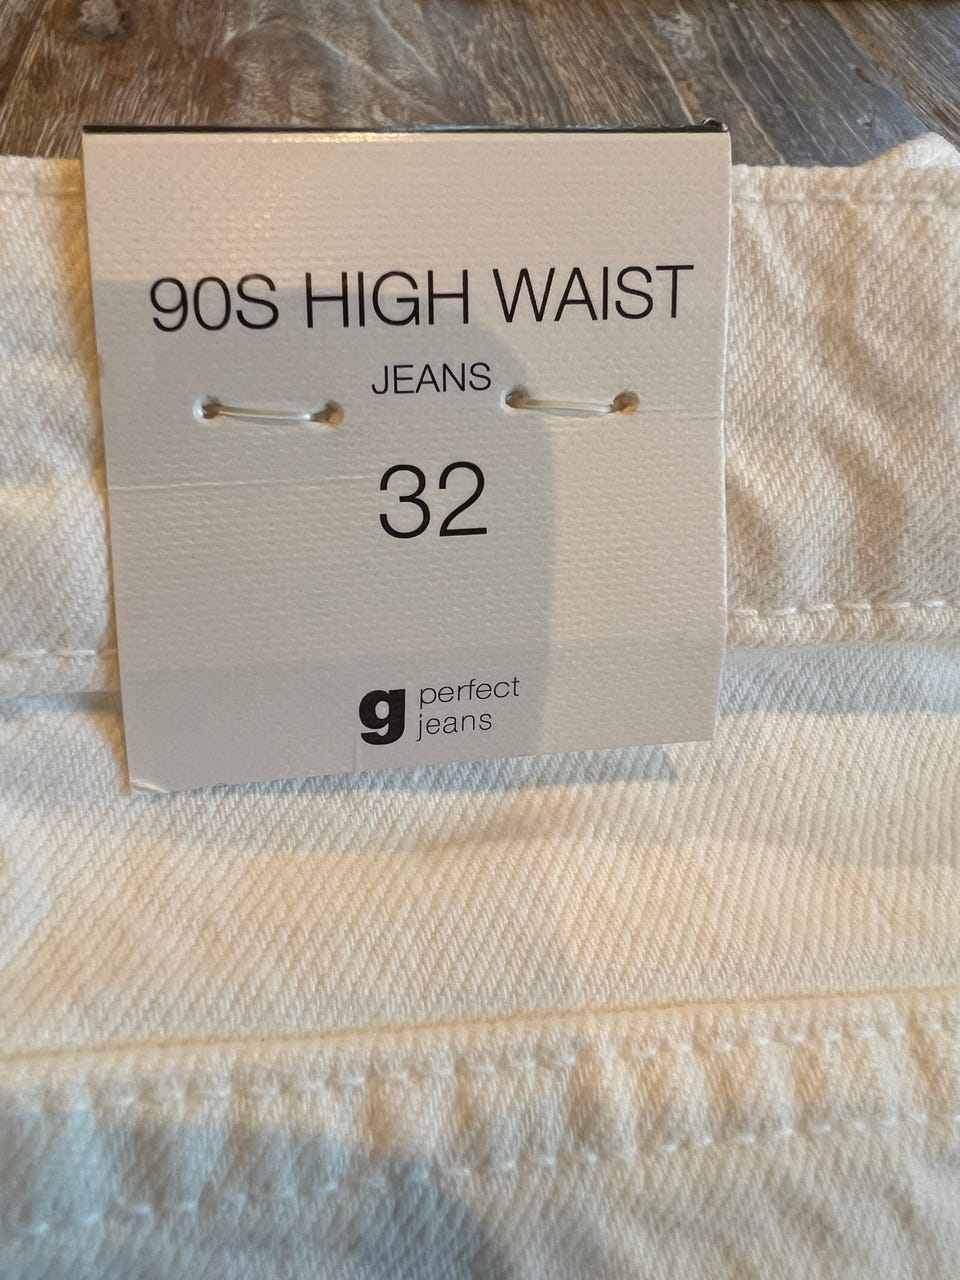 90S HIGH WAIST
JEANS
32
g perfect
jeans